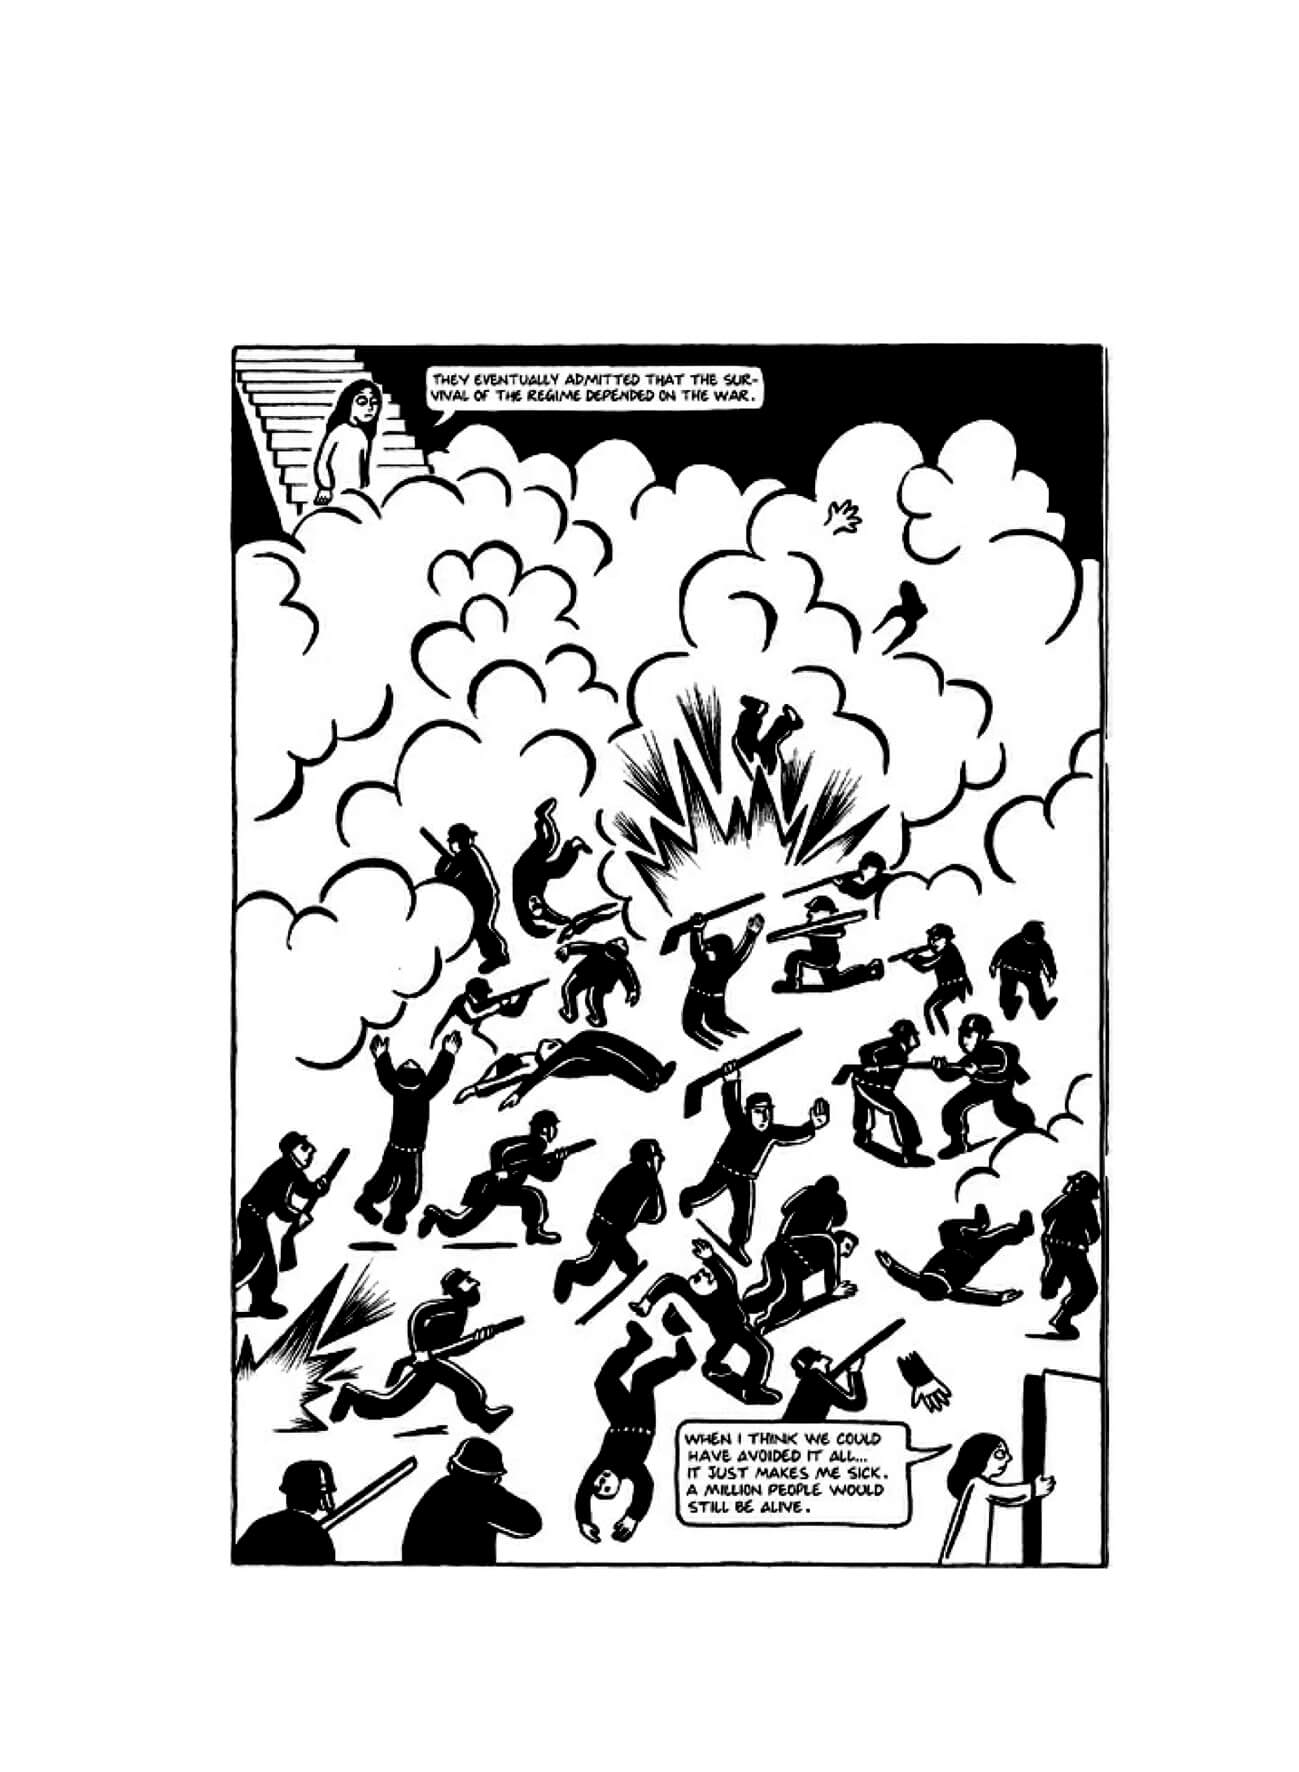 THEY EVENTUALLY ADMITTED THAT THE SUR-
VIVAL OF THE REGIME DEPENDED ON THE WAR.
WHEN I THINK WE COULD
HAVE AVOIDED IT ALL...
IT JUST MAKES ME SICK.
A MILLION PEOPLE WOULD
STILL BE ALIVE.